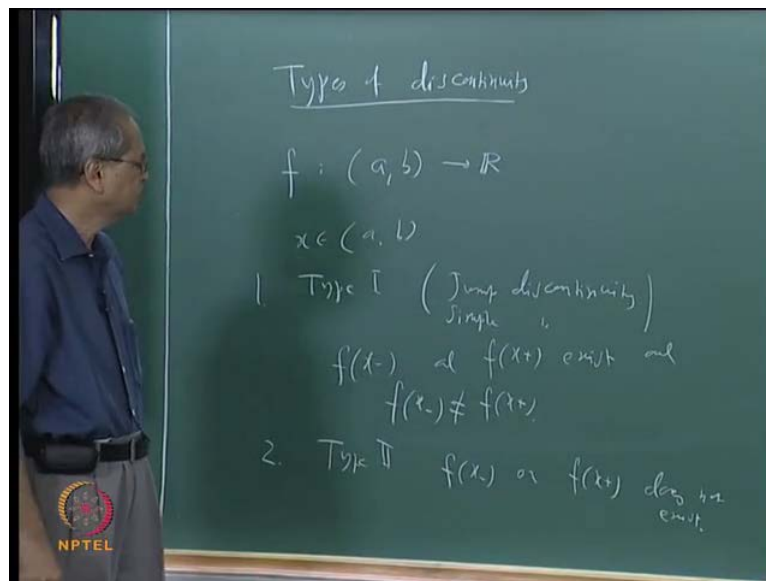 Types of discontinuity
f : (a, b) → ℝ
x ∈ (a, b)
1. Type I ( Jump discontinuity )
Simple "
f(x-) and f(x+) exist and
f(x-) ≠ f(x+).
2. Type II f(x-) or f(x+) does not
exist.
NPTEL